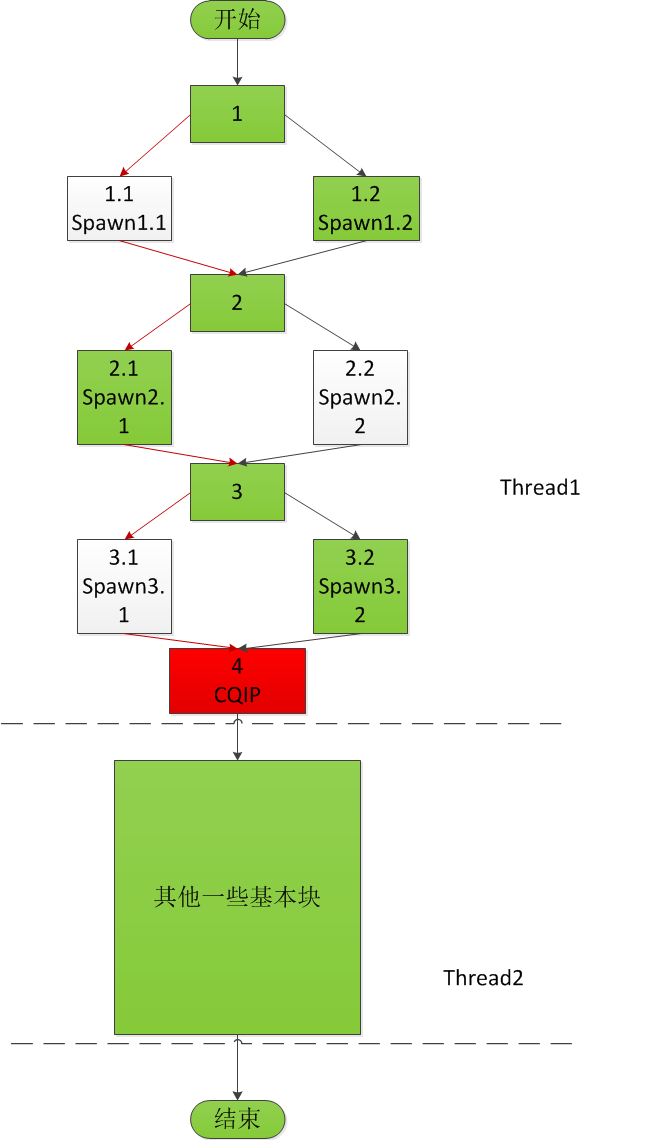 开始
1
1.1
Spawn1.1
1.2
Spawn1.2
2
2.1
Spawn2.
1
2.2
Spawn2.
2
3
Thread1
3.1
Spawn3.
1
3.2
Spawn3.
2
4
CQIP
其他一些基本块
Thread2
结束